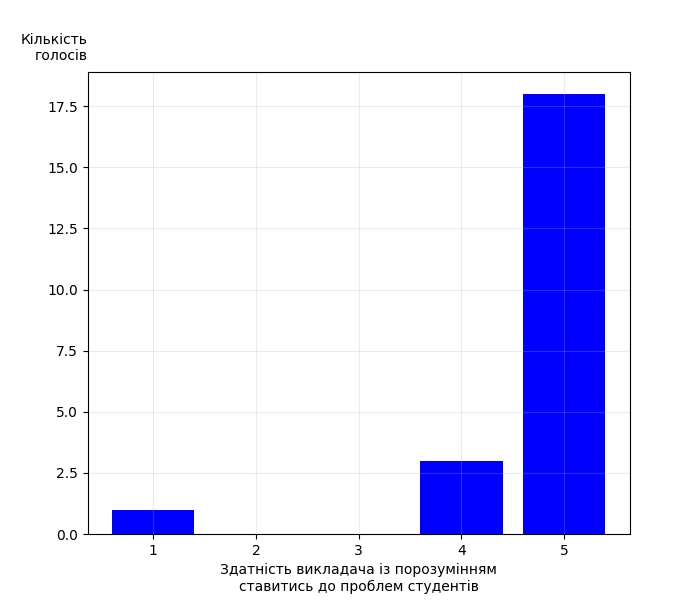 Кількість
голосів
17.5
15.0
12.5
10.0
7.5
5.0
2.5
0.0
1 2 3 4 5
Здатність викладача із порозумінням
ставитись до проблем студентів